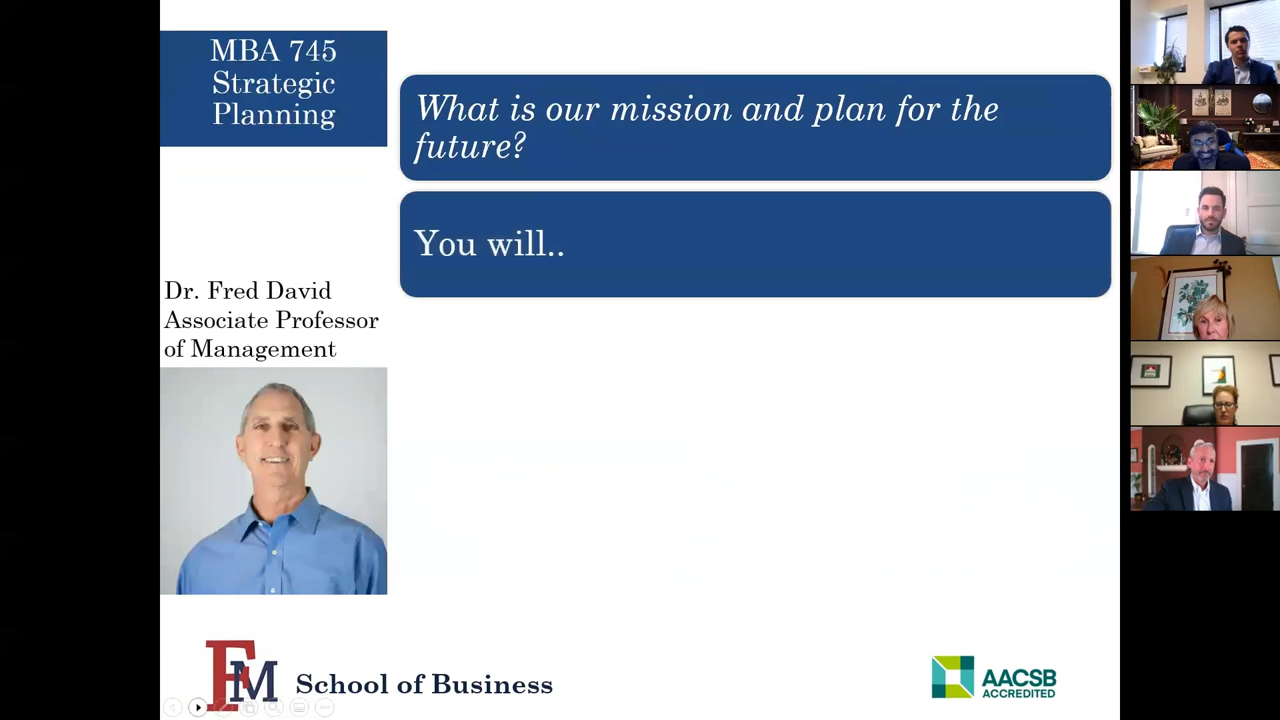 MBA 745
Strategic
Planning
What is our mission and plan for the
future?
You will..
Dr. Fred David
Associate Professor
of Management
FM School of Business
AACSB
ACCREDITED